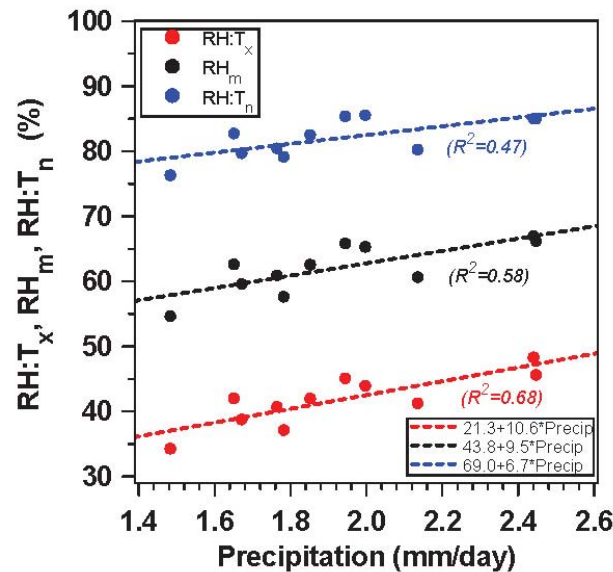 100
90
80
70
60
50
40
30
RH:Tx, RHm, RH:Tn (%)
RH:Tx
RHm
RH:Tn
(R²=0.47)
(R²=0.58)
(R²=0.68)
21.3+10.6*Precip
43.8+9.5*Precip
69.0+6.7*Precip
1.4 1.6 1.8 2.0 2.2 2.4 2.6
Precipitation (mm/day)